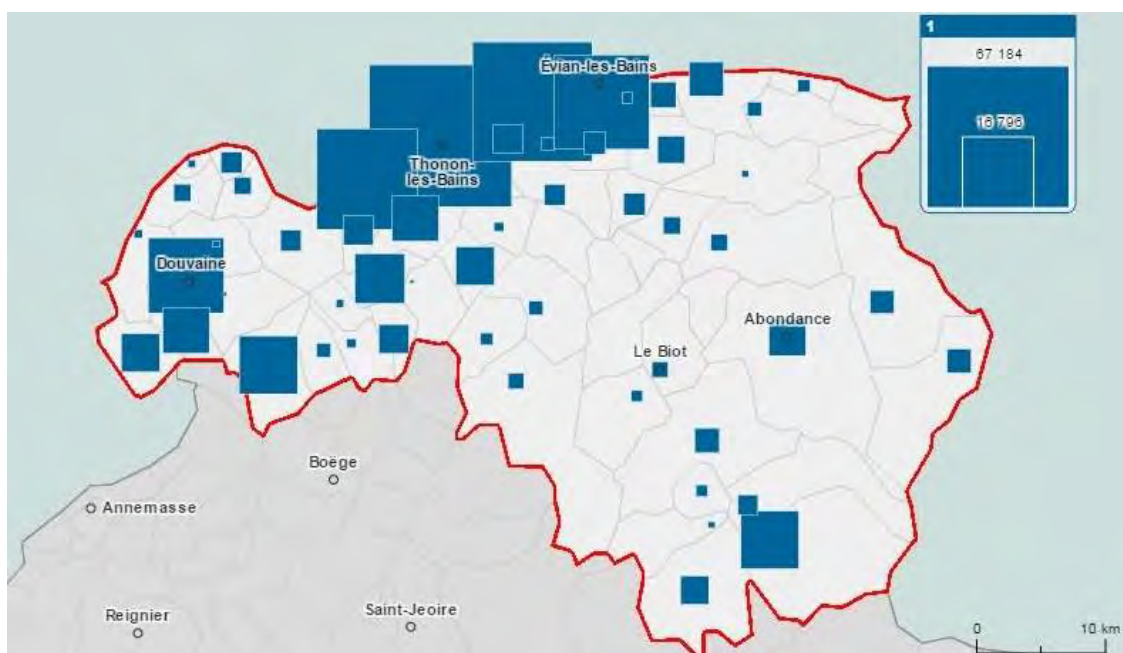 1
67 184
16 796
Évian-les-Bains
Thonon-
les-Bains
Douvaine
Abondance
Le Biot
Boëge
Annemasse
Reignier
Saint-Jeoire
0 10 km